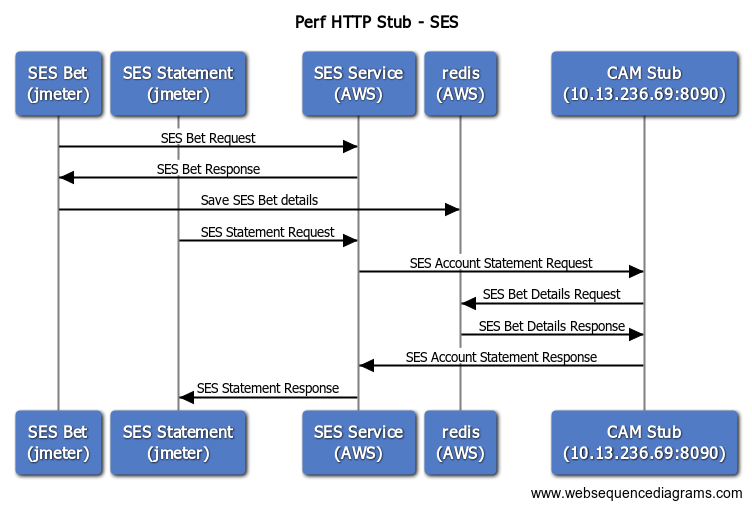 Perf HTTP Stub - SES
SES Bet
(jmeter)
SES Statement
(jmeter)
SES Service
(AWS)
redis
(AWS)
CAM Stub
(10.13.236.69:8090)
SES Bet Request
SES Bet Response
Save SES Bet details
SES Statement Request
SES Account Statement Request
SES Bet Details Request
SES Bet Details Response
SES Account Statement Response
SES Statement Response
SES Bet
(jmeter)
SES Statement
(jmeter)
SES Service
(AWS)
redis
(AWS)
CAM Stub
(10.13.236.69:8090)
www.websequencediagrams.com